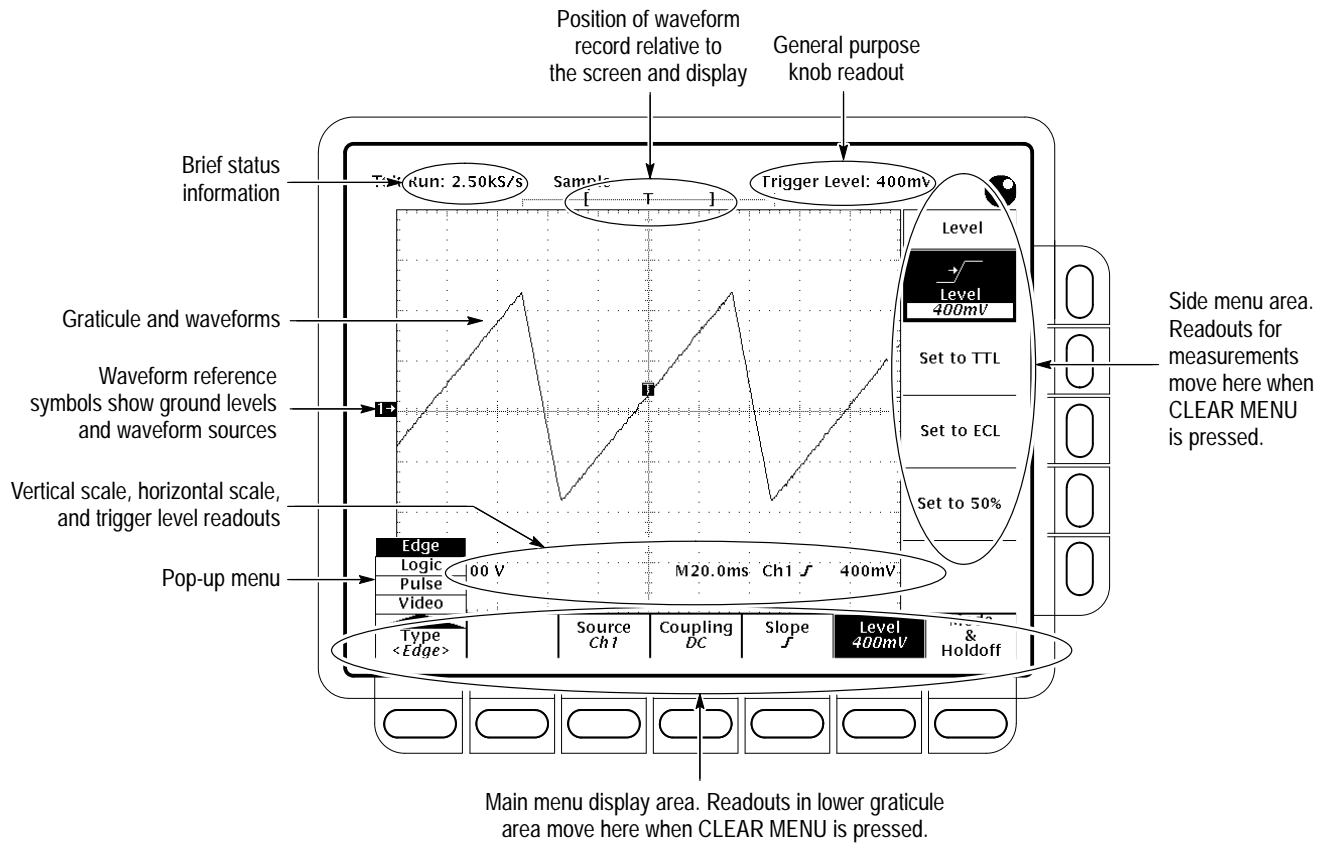 Position of waveform
record relative to
the screen and display
General purpose
knob readout
Brief status
information
Run: 2.50kS/s
Sample
Trigger Level: 400mV
[ T ]
Graticule and waveforms
Waveform reference
symbols show ground levels
and waveform sources
1→
T
Vertical scale, horizontal scale,
and trigger level readouts
Pop-up menu
Level
Level
400mV
Set to TTL
Set to ECL
Set to 50%
Side menu area.
Readouts for
measurements
move here when
CLEAR MENU
is pressed.
Edge
Logic
Pulse
Video
00 V
M20.0ms Ch1 400mV
Type
<Edge>
Source
Ch1
Coupling
DC
Slope
Level
400mV
Mode
&
Holdoff
Main menu display area. Readouts in lower graticule
area move here when CLEAR MENU is pressed.